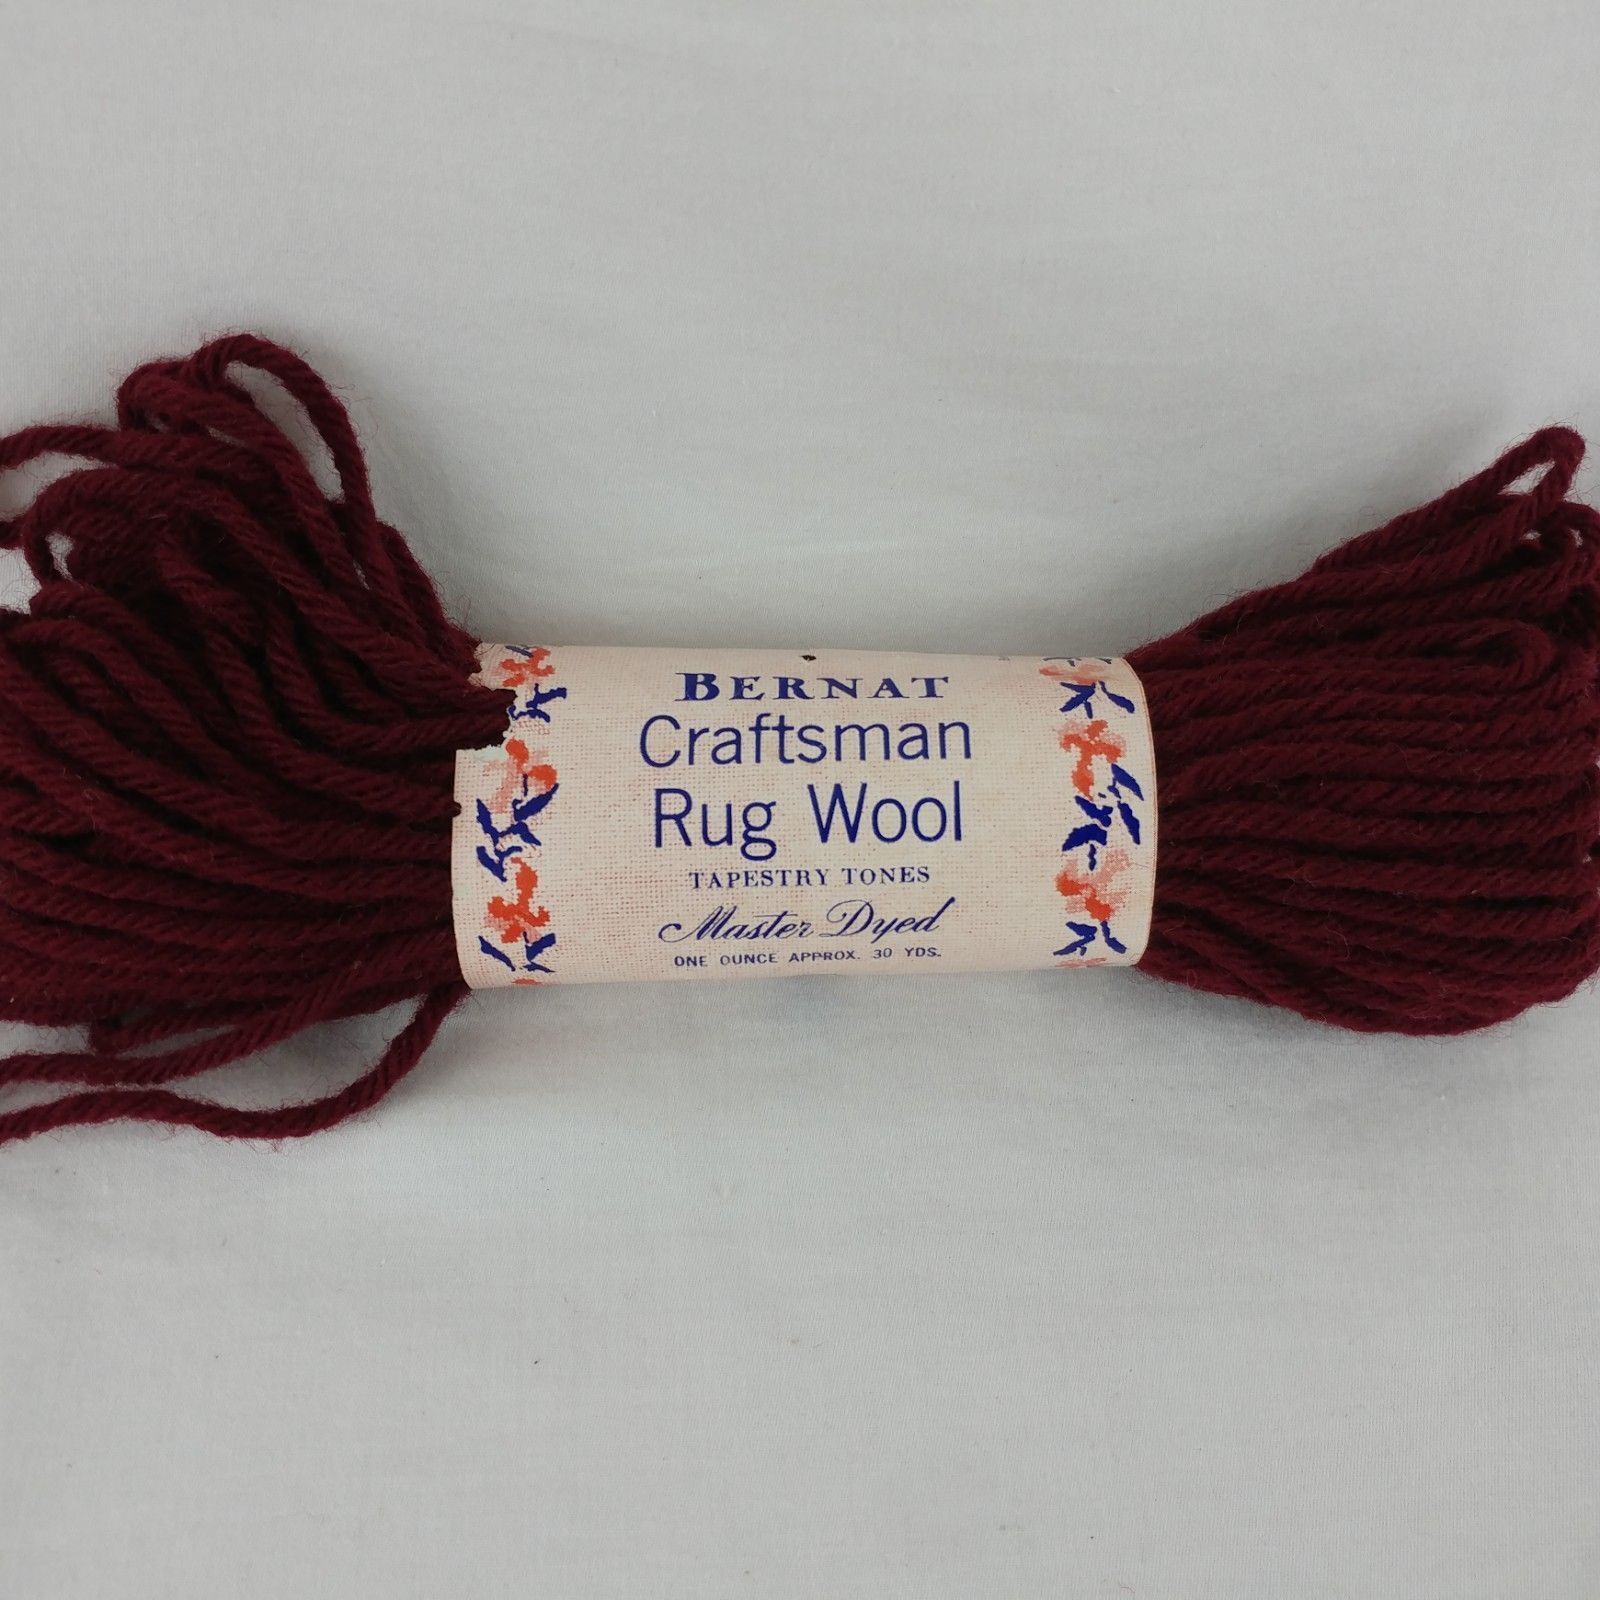 BERNAT
Craftsman
Rug Wool
TAPESTRY TONES
Master Dyed
ONE OUNCE APPROX. 30 YDS.